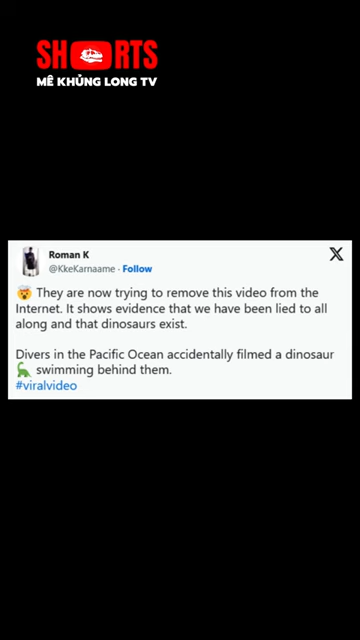 SHORTS
MÊ KHỦNG LONG TV
Roman K
@KkeKarnaame · Follow
🤯 They are now trying to remove this video from the
Internet. It shows evidence that we have been lied to all
along and that dinosaurs exist.
Divers in the Pacific Ocean accidentally filmed a dinosaur
🦕 swimming behind them.
#viralvideo